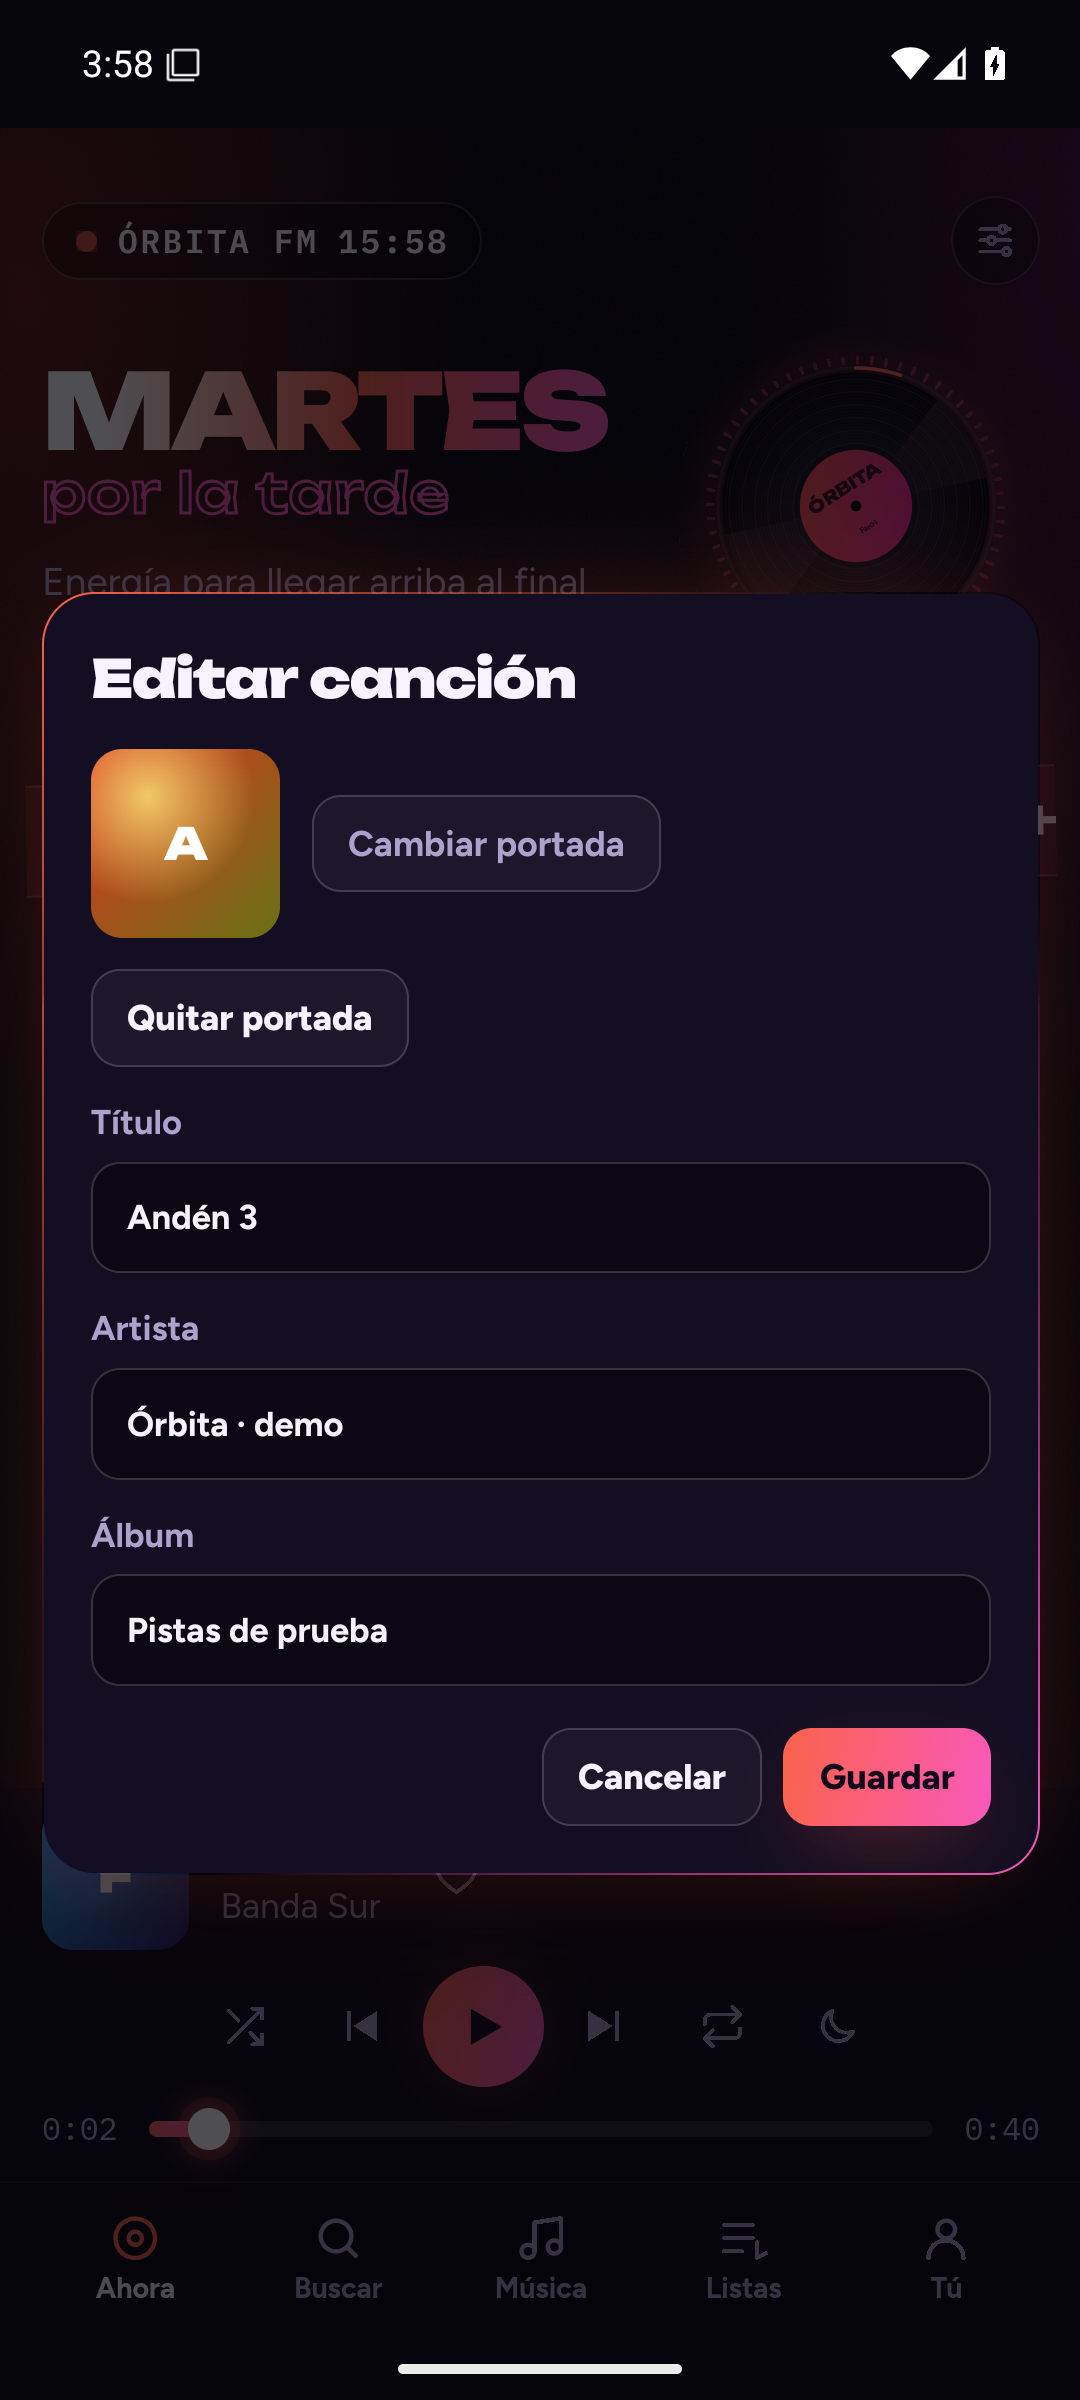 3:58
ÓRBITA FM 15:58
MARTES
por la tarde
ÓRBITA
Energía para llegar arriba al final
Editar canción
A
Cambiar portada
Quitar portada
Título
Andén 3
Artista
Órbita · demo
Álbum
Pistas de prueba
Cancelar
Guardar
Banda Sur
0:02
0:40
Ahora
Buscar
Música
Listas
Tú